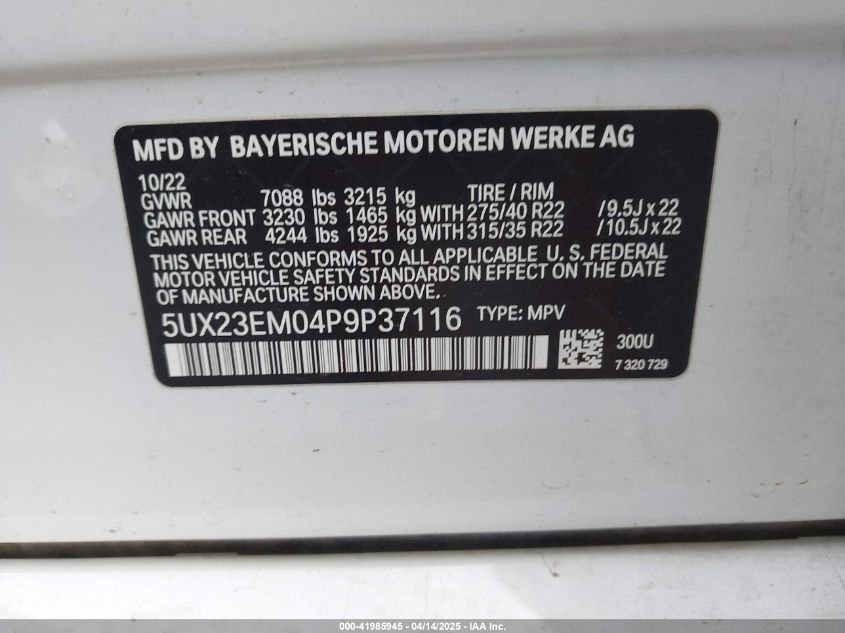 MFD BY BAYERISCHE MOTOREN WERKE AG
10/22
GVWR 7088 lbs 3215 kg TIRE / RIM
GAWR FRONT 3230 lbs 1465 kg WITH 275/40 R22 / 9.5J x 22
GAWR REAR 4244 lbs 1925 kg WITH 315/35 R22 / 10.5J x 22
THIS VEHICLE CONFORMS TO ALL APPLICABLE U. S. FEDERAL
MOTOR VEHICLE SAFETY STANDARDS IN EFFECT ON THE DATE
OF MANUFACTURE SHOWN ABOVE.
5UX23EM04P9P37116 TYPE: MPV
300U
7 320 729
000-41985945 - 04/14/2025 - IAA Inc.